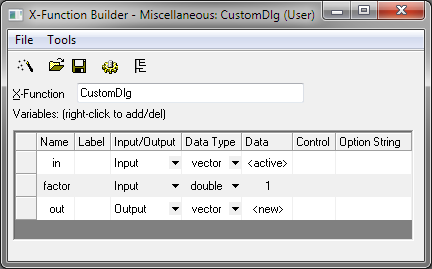 X-Function Builder - Miscellaneous: CustomDlg (User)
File Tools
X-Function CustomDlg
Variables: (right-click to add/del)
Name Label Input/Output Data Type Data Control Option String
in Input vector <active>
factor Input double 1
out Output vector <new>